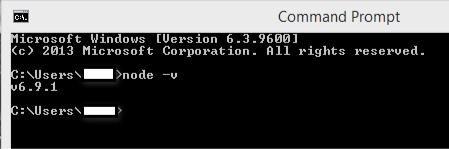 Command Prompt
Microsoft Windows [Version 6.3.9600]
(c) 2013 Microsoft Corporation. All rights reserved.
C:\Users\ >node -v
v6.9.1
C:\Users\ >